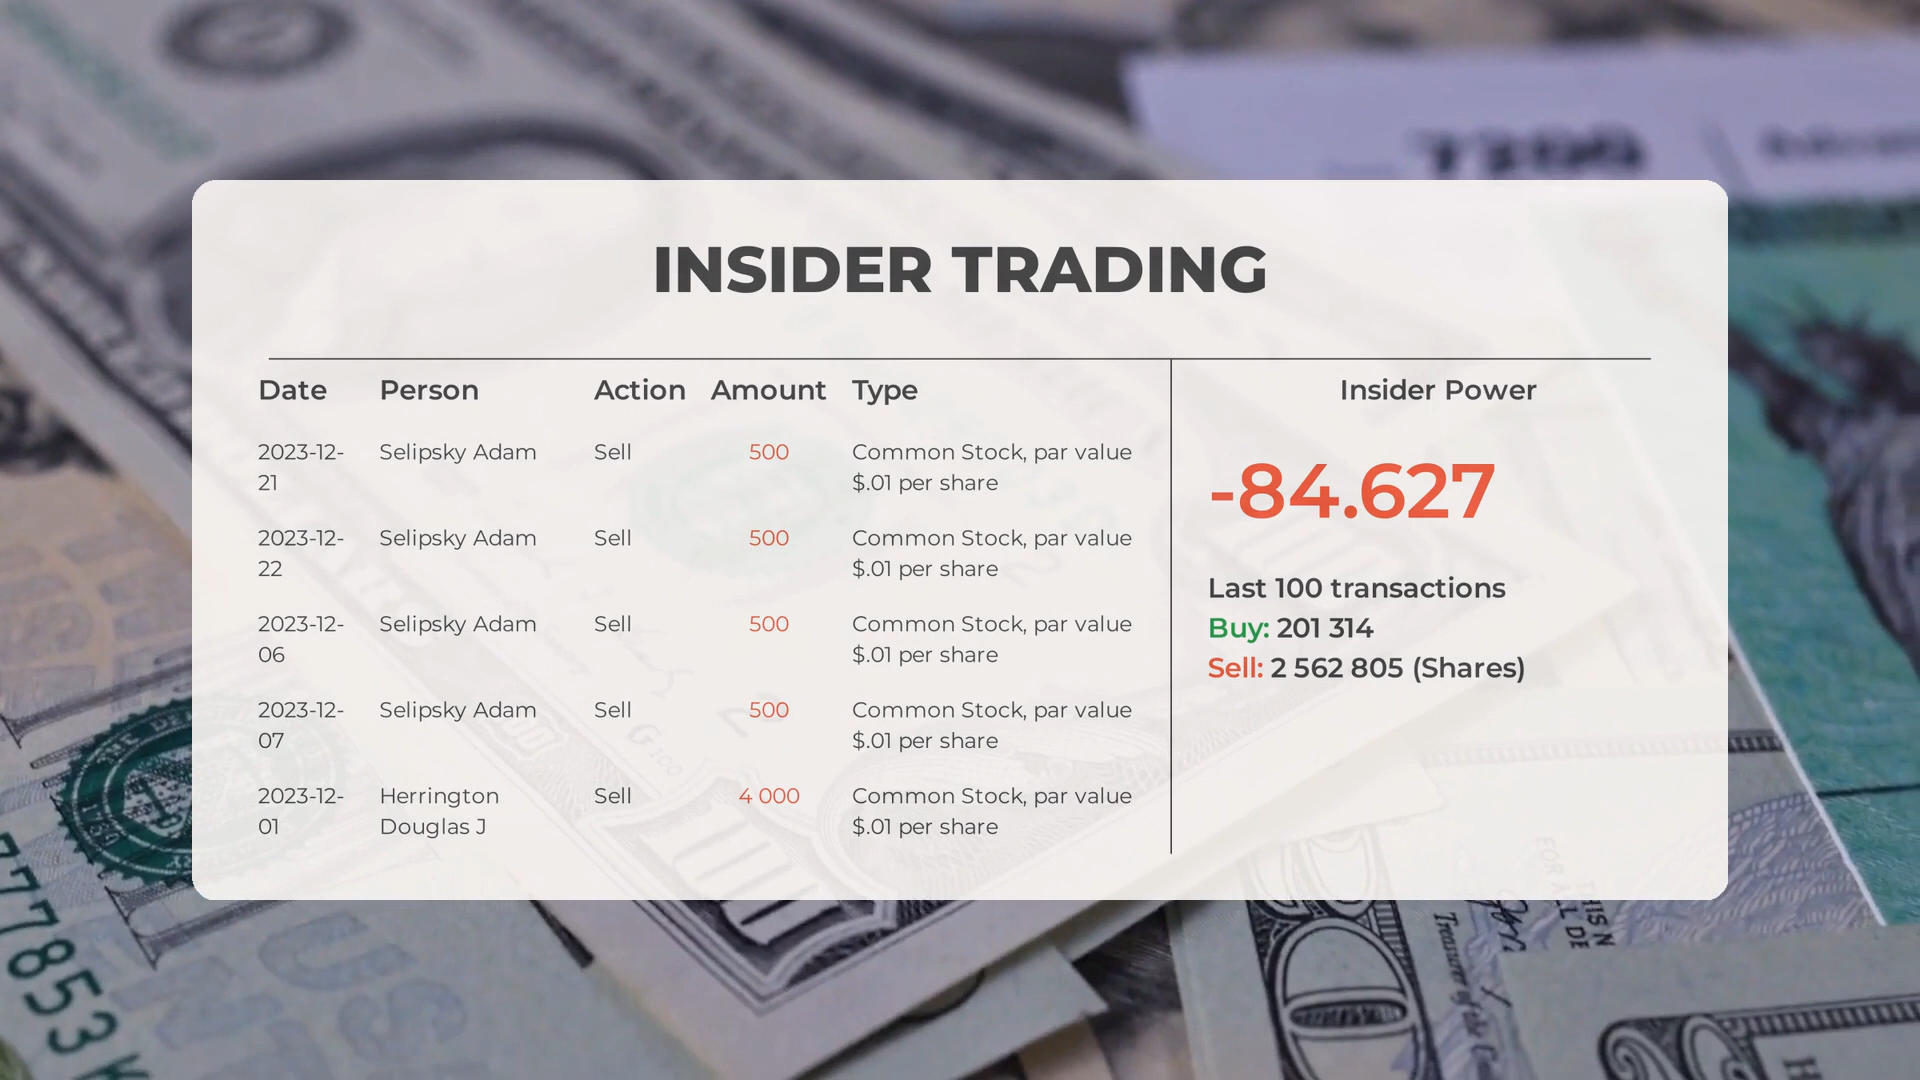 INSIDER TRADING
Date Person Action Amount Type
2023-12-21 Selipsky Adam Sell 500 Common Stock, par value
$.01 per share
2023-12-22 Selipsky Adam Sell 500 Common Stock, par value
$.01 per share
2023-12-06 Selipsky Adam Sell 500 Common Stock, par value
$.01 per share
2023-12-07 Selipsky Adam Sell 500 Common Stock, par value
$.01 per share
2023-12-01 Herrington Douglas J Sell 4 000 Common Stock, par value
$.01 per share
Insider Power
-84.627
Last 100 transactions
Buy: 201 314
Sell: 2 562 805 (Shares)
77853